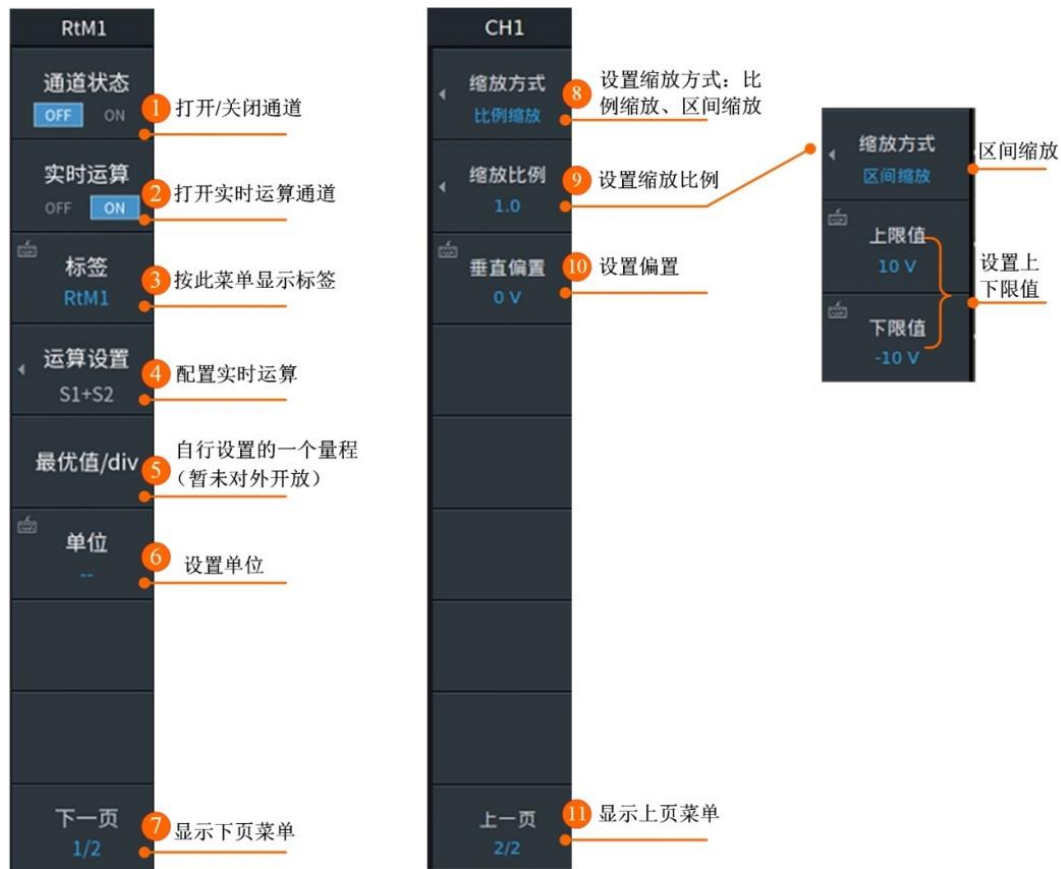 RtM1
通道状态
OFF ON
1 打开/关闭通道
实时运算
OFF ON
2 打开实时运算通道
标签
RtM1
3 按此菜单显示标签
运算设置
S1+S2
4 配置实时运算
最优值/div
5 自行设置的一个量程
（暂未对外开放）
单位
--
6 设置单位
下一页
1/2
7 显示下页菜单
CH1
缩放方式
比例缩放
8 设置缩放方式：比
例缩放、区间缩放
缩放比例
1.0
9 设置缩放比例
垂直偏置
0 V
10 设置偏置
上一页
2/2
11 显示上页菜单
缩放方式
区间缩放
区间缩放
上限值
10 V
下限值
-10 V
设置上
下限值